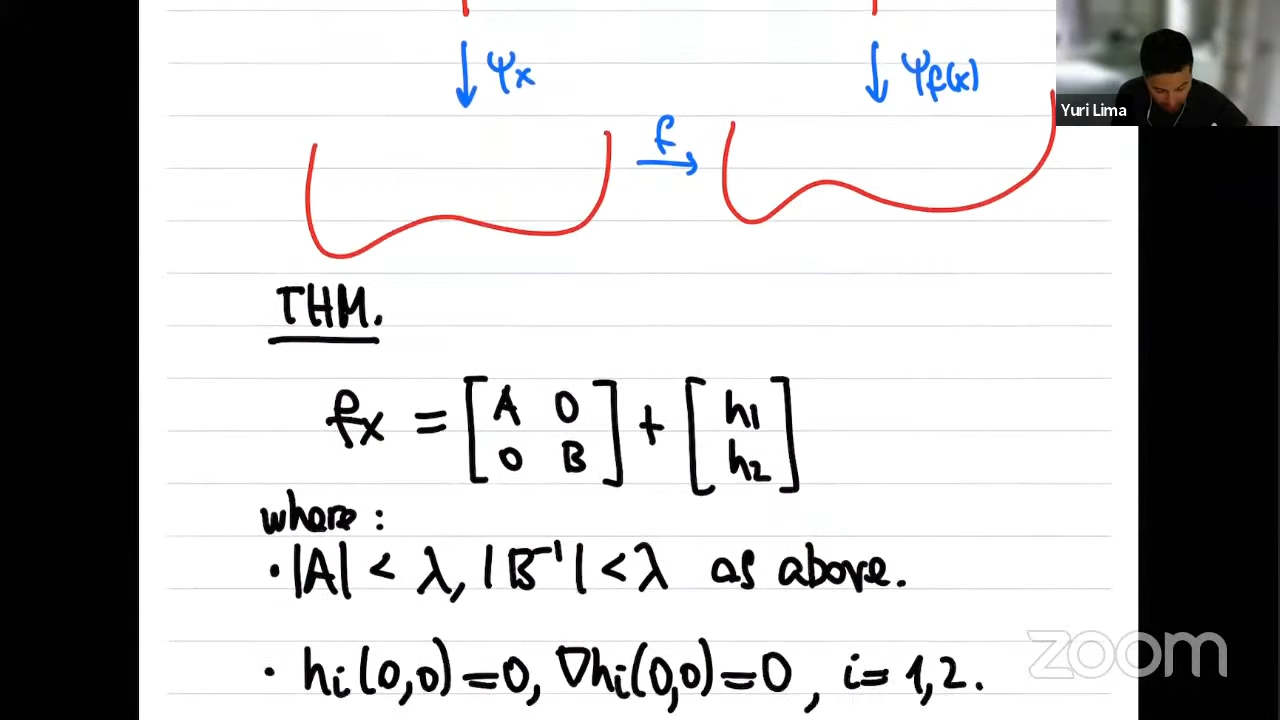 Ψx
Ψf(x)
Yuri Lima
f
THM.
fx = [A 0 0 B] + [h1 h2]
where:
• |A| < λ, |B⁻¹| < λ as above.
• hi(0,0)=0, ∇hi(0,0)=0, i=1,2.
zoom